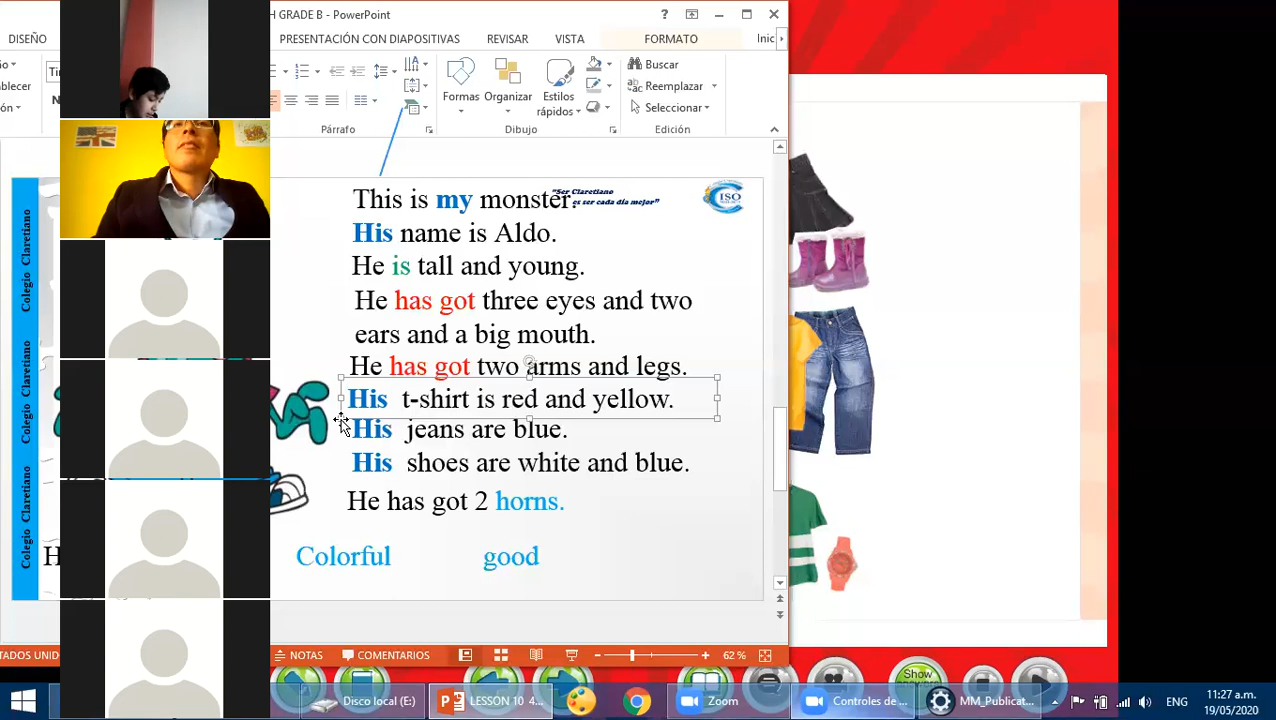 H GRADE B - PowerPoint
DISEÑO
PRESENTACIÓN CON DIAPOSITIVAS
REVISAR
VISTA
FORMATO
Inic
Buscar
Reemplazar
Seleccionar
Formas
Organizar
Estilos
rápidos
Párrafo
Dibujo
Edición
"Ser Claretiano
es ser cada día mejor"
ISO
Colegio Claretiano Colegio Claretiano Colegio Claretiano
This is my monster.
His name is Aldo.
He is tall and young.
He has got three eyes and two
ears and a big mouth.
He has got two arms and legs.
His t-shirt is red and yellow.
His jeans are blue.
His shoes are white and blue.
He has got 2 horns.
H
Colorful good
TADOS UNID
NOTAS
COMENTARIOS
62 %
Show
Disco local (E:)
LESSON 10 4...
Zoom
Controles de ...
MM_Publicat...
ENG
11:27 a.m.
19/05/2020